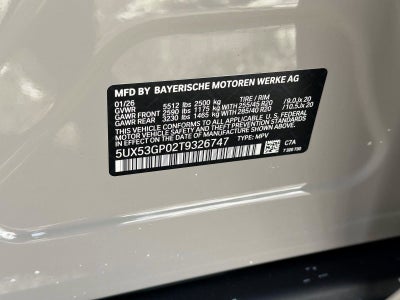 MFD BY BAYERISCHE MOTOREN WERKE AG
01/26 TIRE / RIM
GVWR 5512 lbs 2500 kg
GAWR FRONT 2590 lbs 1175 kg WITH 255/45 R20 / 9.0JX 20
GAWR REAR 3230 lbs 1465 kg WITH 285/40 R20 / 10.5JX 20
THIS VEHICLE CONFORMS TO ALL APPLICABLE U.S. FEDERAL
MOTOR VEHICLE SAFETY, BUMPER, AND THEFT PREVENTION STANDARDS
IN EFFECT ON THE DATE OF MANUFACTURE SHOWN ABOVE.
5UX53GP02T9326747
TYPE: MPV C7A